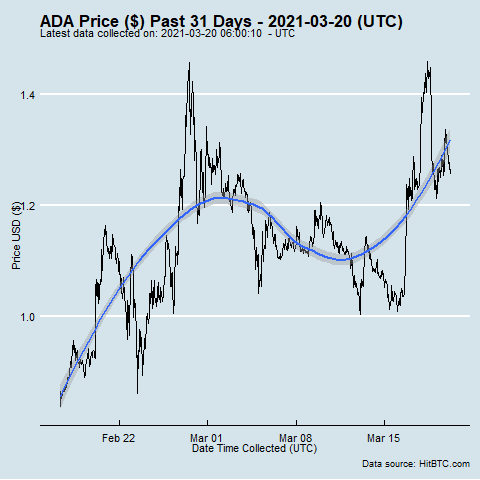 ADA Price ($) Past 31 Days - 2021-03-20 (UTC)
Latest data collected on: 2021-03-20 06:00:10 - UTC
1.4
1.2
1.0
Price USD ($)
Feb 22
Mar 01
Mar 08
Mar 15
Date Time Collected (UTC)
Data source: HitBTC.com